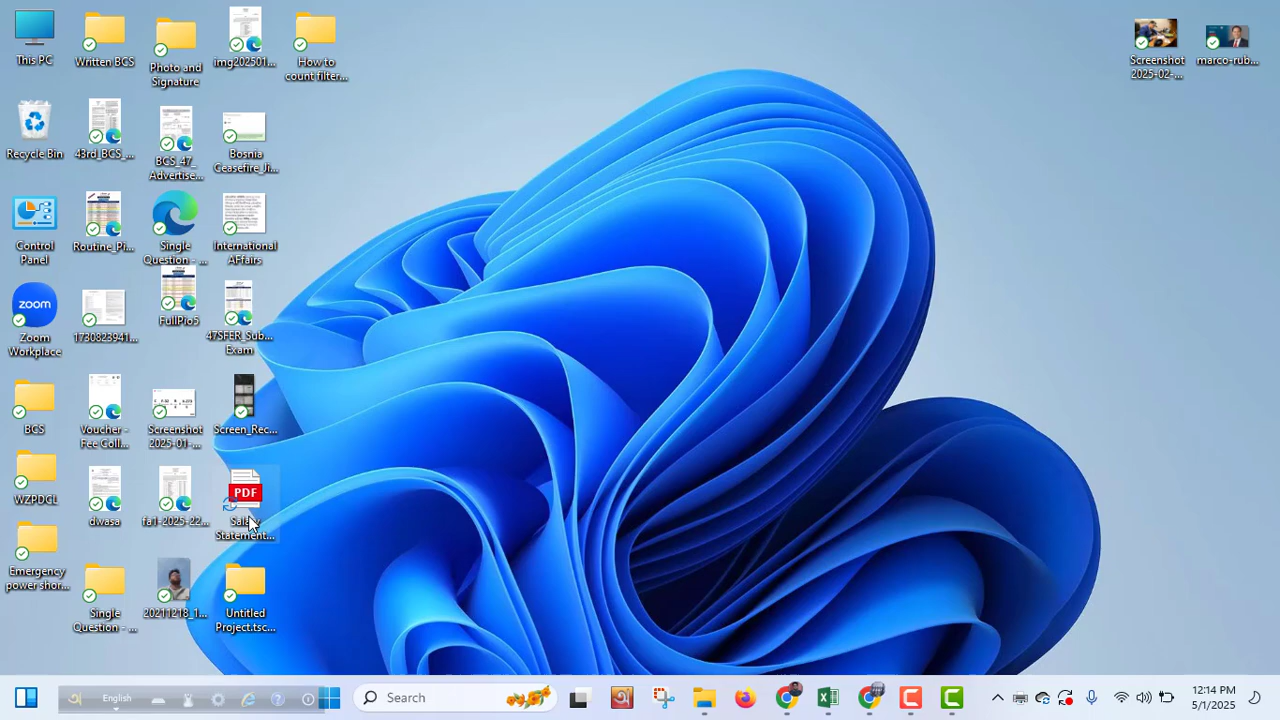 This PC
Written BCS
Photo and
Signature
img202501...
How to
count filter...
Screenshot
2025-02-...
marco-rub...
Recycle Bin
43rd_BCS_...
BCS_47_
Advertise...
Bosnia
Ceasefire_Ji...
Control
Panel
Routine_Pi...
Single
Question - ...
International
AFfairs
zoom
Zoom
Workplace
1730823941...
FullPio5
47SFER_Sub...
Exam
BCS
Voucher -
Fee Coll...
Screenshot
2025-01-...
Screen_Rec...
WZPDCL
dwasa
fa1-2025-22...
PDF
Statement...
Emergency
power shor...
Single
Question - ...
20211218_1...
Untitled
Project.tsc...
English
Search
12:14 PM
5/1/2025